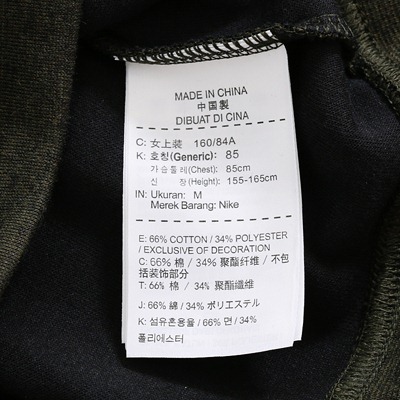 MADE IN CHINA
中国製
DIBUAT DI CINA
C: 女上装 160/84A
K: 호칭(Generic): 85
가슴둘레(Chest): 85cm
신 장(Height): 155-165cm
IN: Ukuran: M
Merek Barang: Nike
E: 66% COTTON / 34% POLYESTER
/ EXCLUSIVE OF DECORATION
C: 66% 棉 / 34% 聚酯纤维 / 不包
括装饰部分
T: 66% 棉 / 34% 聚酯纖維
J: 66% 綿 / 34% ポリエステル
K: 섬유혼용율 / 66% 면 / 34%
폴리에스터